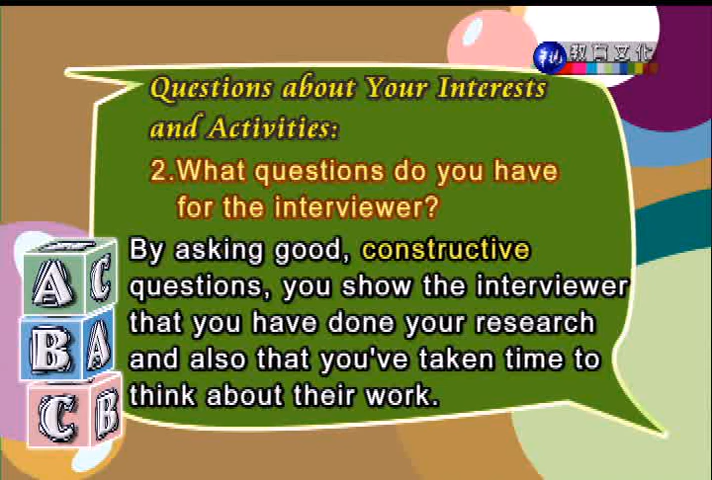 華視 教育文化
Questions about Your Interests
and Activities:
2.What questions do you have
for the interviewer?
By asking good, constructive
questions, you show the interviewer
that you have done your research
and also that you've taken time to
think about their work.
A C
B A
C B